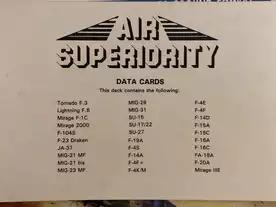 AIR
SUPERIORITY
DATA CARDS
This deck contains the following:
Tornado F.3
Lightning F.6
Mirage F-1C
Mirage 2000
F-104S
F-23 Draken
JA-37
MIG-21 MF
MIG-21 bis
MIG-23 MF
MIG-29
MIG-31
SU-15
SU-17/22
SU-27
F-19A
F-4S
F-14A
F-4F+
F-4K/M
F-4E
F-4F
F-14D
F-15A
F-15C
F-16A
F-16C
FA-18A
F-20A
Mirage IIIE